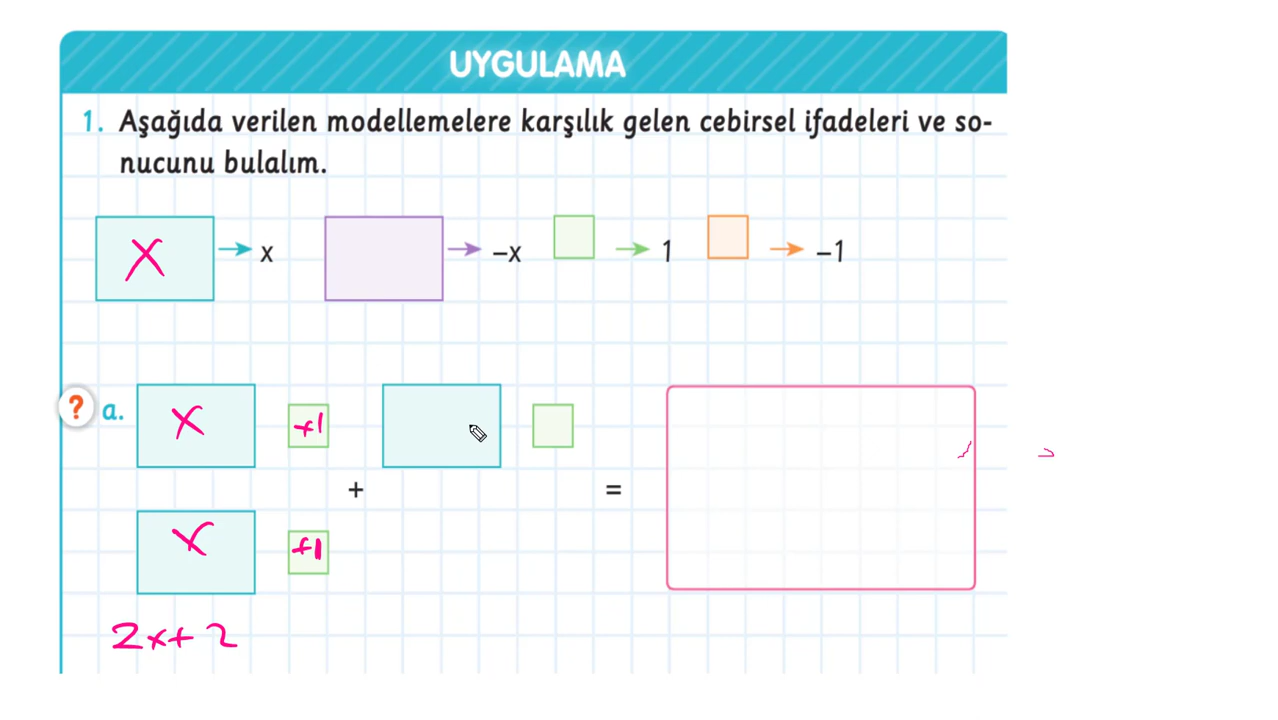 UYGULAMA
1. Aşağıda verilen modellemelere karşılık gelen cebirsel ifadeleri ve so-
nucunu bulalım.
X → x → –x → 1 → –1
? a. x +1
+ =
x +1
2x+2